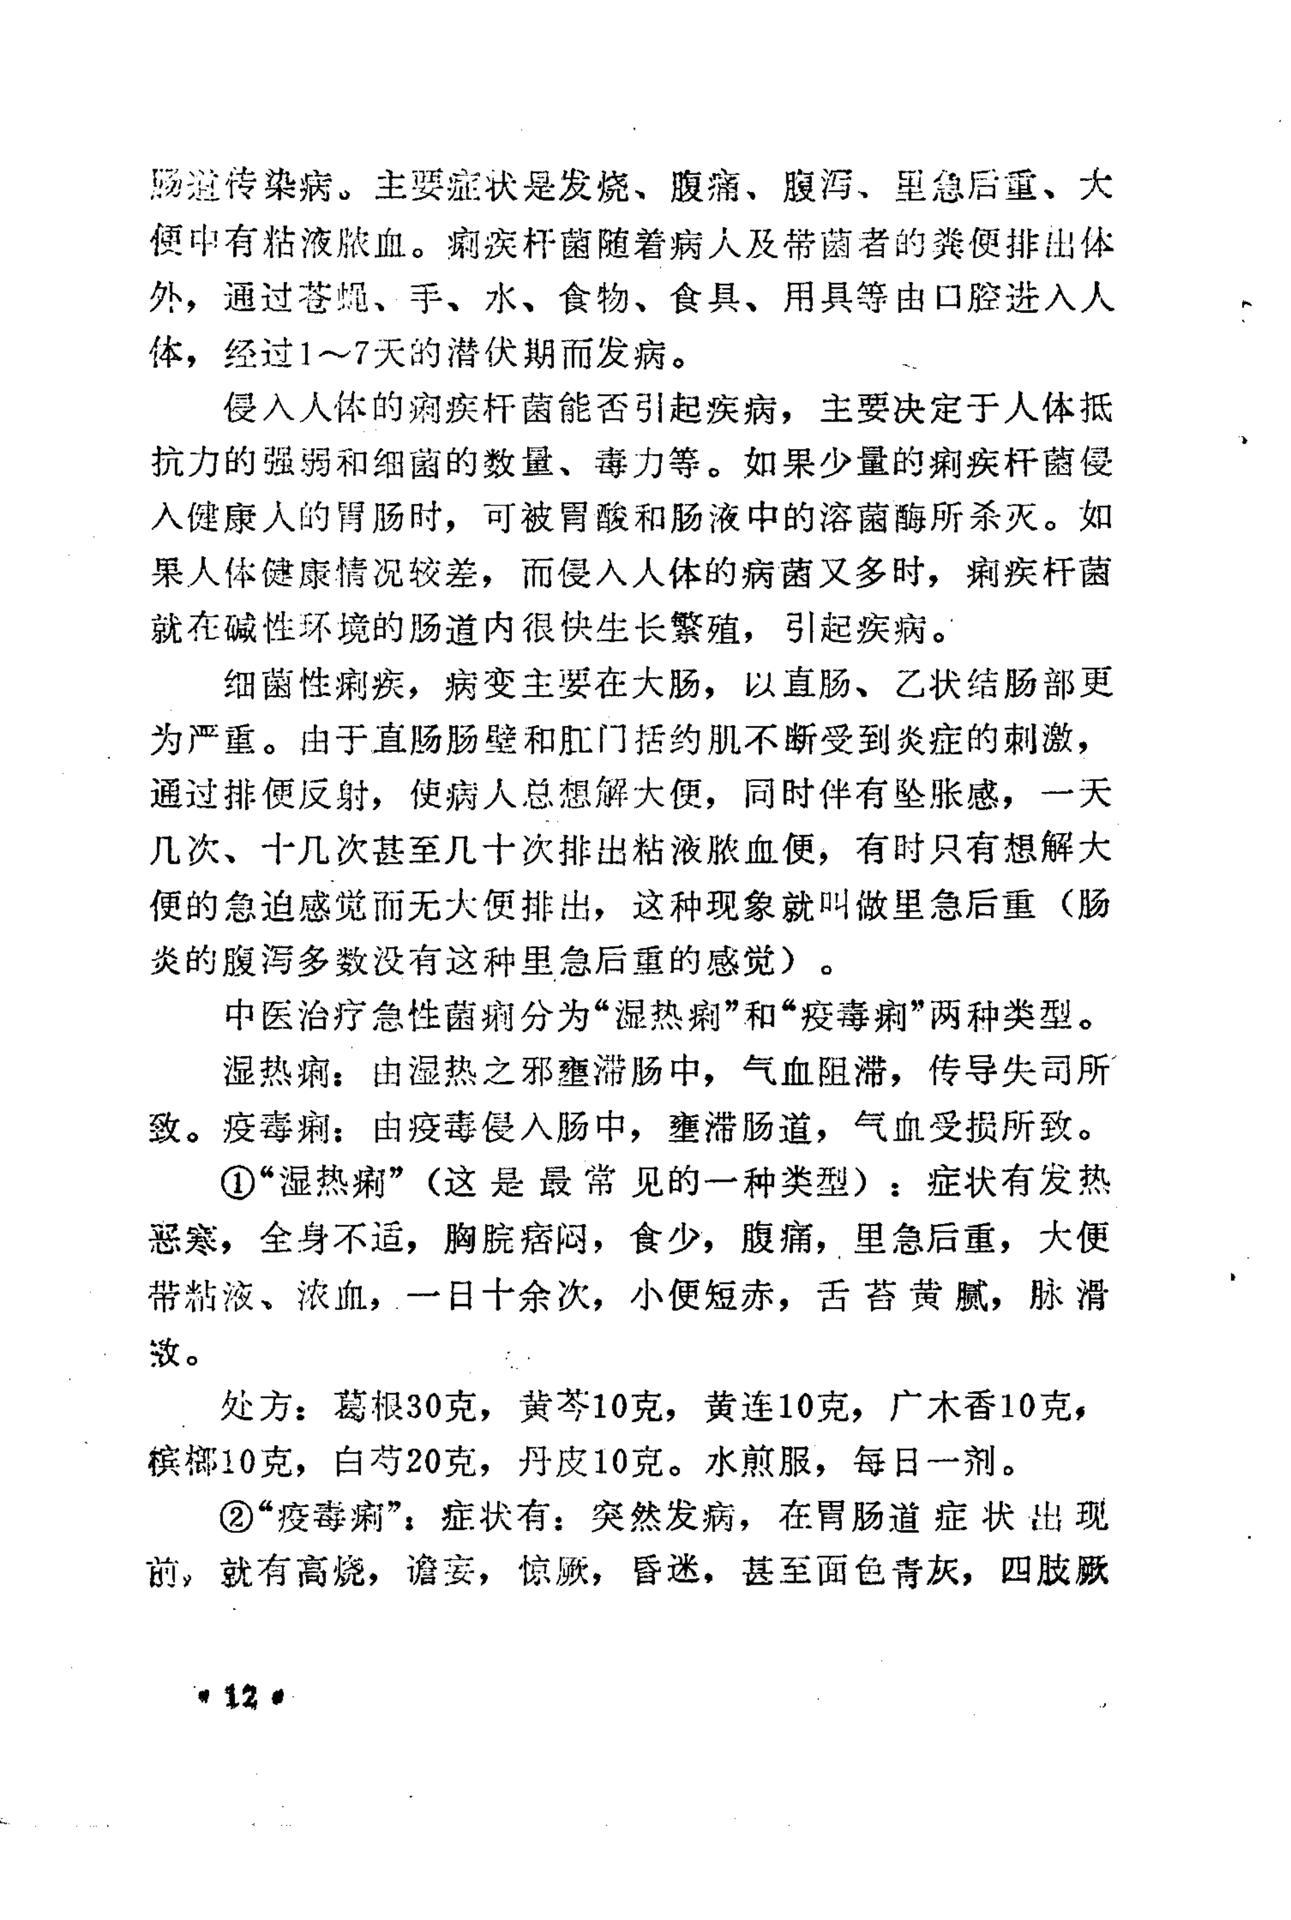 肠道传染病。主要症状是发烧、腹痛、腹泻、里急后重、大
便中有粘液脓血。痢疾杆菌随着病人及带菌者的粪便排出体
外，通过苍蝇、手、水、食物、食具、用具等由口腔进入人
体，经过1～7天的潜伏期而发病。
侵入人体的痢疾杆菌能否引起疾病，主要决定于人体抵
抗力的强弱和细菌的数量、毒力等。如果少量的痢疾杆菌侵
入健康人的胃肠时，可被胃酸和肠液中的溶菌酶所杀灭。如
果人体健康情况较差，而侵入人体的病菌又多时，痢疾杆菌
就在碱性环境的肠道内很快生长繁殖，引起疾病。
细菌性痢疾，病变主要在大肠，以直肠、乙状结肠部更
为严重。由于直肠肠壁和肛门括约肌不断受到炎症的刺激，
通过排便反射，使病人总想解大便，同时伴有坠胀感，一天
几次、十几次甚至几十次排出粘液脓血便，有时只有想解大
便的急迫感觉而无大便排出，这种现象就叫做里急后重（肠
炎的腹泻多数没有这种里急后重的感觉）。
中医治疗急性菌痢分为“湿热痢”和“疫毒痢”两种类型。
湿热痢：由湿热之邪壅滞肠中，气血阻滞，传导失司所
致。疫毒痢：由疫毒侵入肠中，壅滞肠道，气血受损所致。
①“湿热痢”（这是最常见的一种类型）：症状有发热
恶寒，全身不适，胸脘痞闷，食少，腹痛，里急后重，大便
带粘液、浓血，一日十余次，小便短赤，舌苔黄腻，脉滑
数。
处方：葛根30克，黄芩10克，黄连10克，广木香10克，
槟榔10克，白芍20克，丹皮10克。水煎服，每日一剂。
②“疫毒痢”：症状有：突然发病，在胃肠道症状出现
前，就有高烧，谵妄，惊厥，昏迷，甚至面色青灰，四肢厥
• 12 •